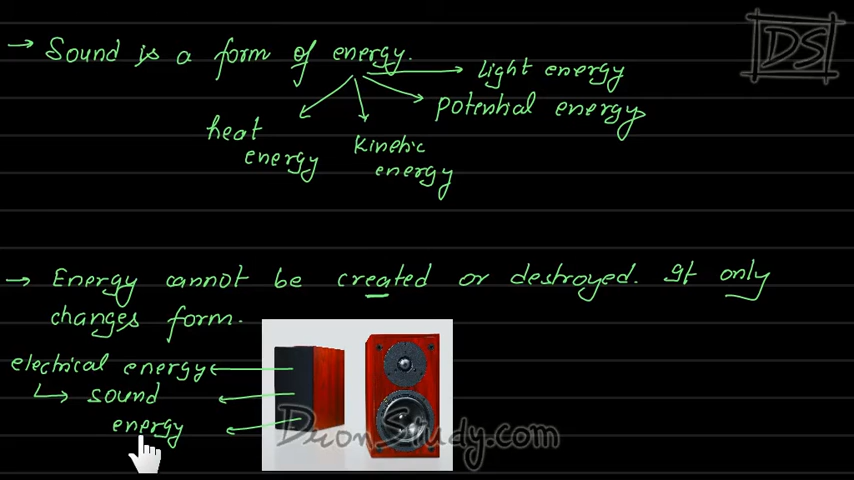 DS
→ Sound is a form of energy.
light energy
potential energy
heat energy
kinetic energy
→ Energy cannot be created or destroyed. It only
changes form.
electrical energy
↳ sound
energy
DronStudy.com